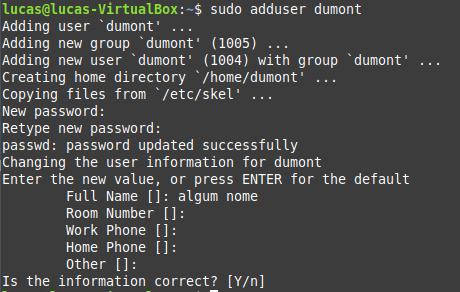 lucas@lucas-VirtualBox:~$ sudo adduser dumont
Adding user `dumont' ...
Adding new group `dumont' (1005) ...
Adding new user `dumont' (1004) with group `dumont' ...
Creating home directory `/home/dumont' ...
Copying files from `/etc/skel' ...
New password:
Retype new password:
passwd: password updated successfully
Changing the user information for dumont
Enter the new value, or press ENTER for the default
        Full Name []: algum nome
        Room Number []:
        Work Phone []:
        Home Phone []:
        Other []:
Is the information correct? [Y/n]